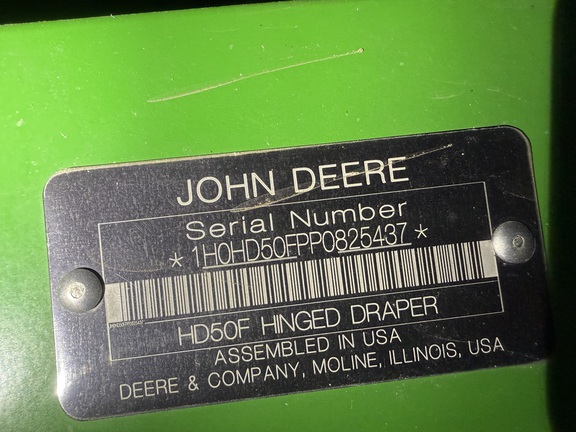 JOHN DEERE
Serial Number
*1H0HD50FPP0825437*
HD50F HINGED DRAPER
ASSEMBLED IN USA
DEERE & COMPANY, MOLINE, ILLINOIS, USA